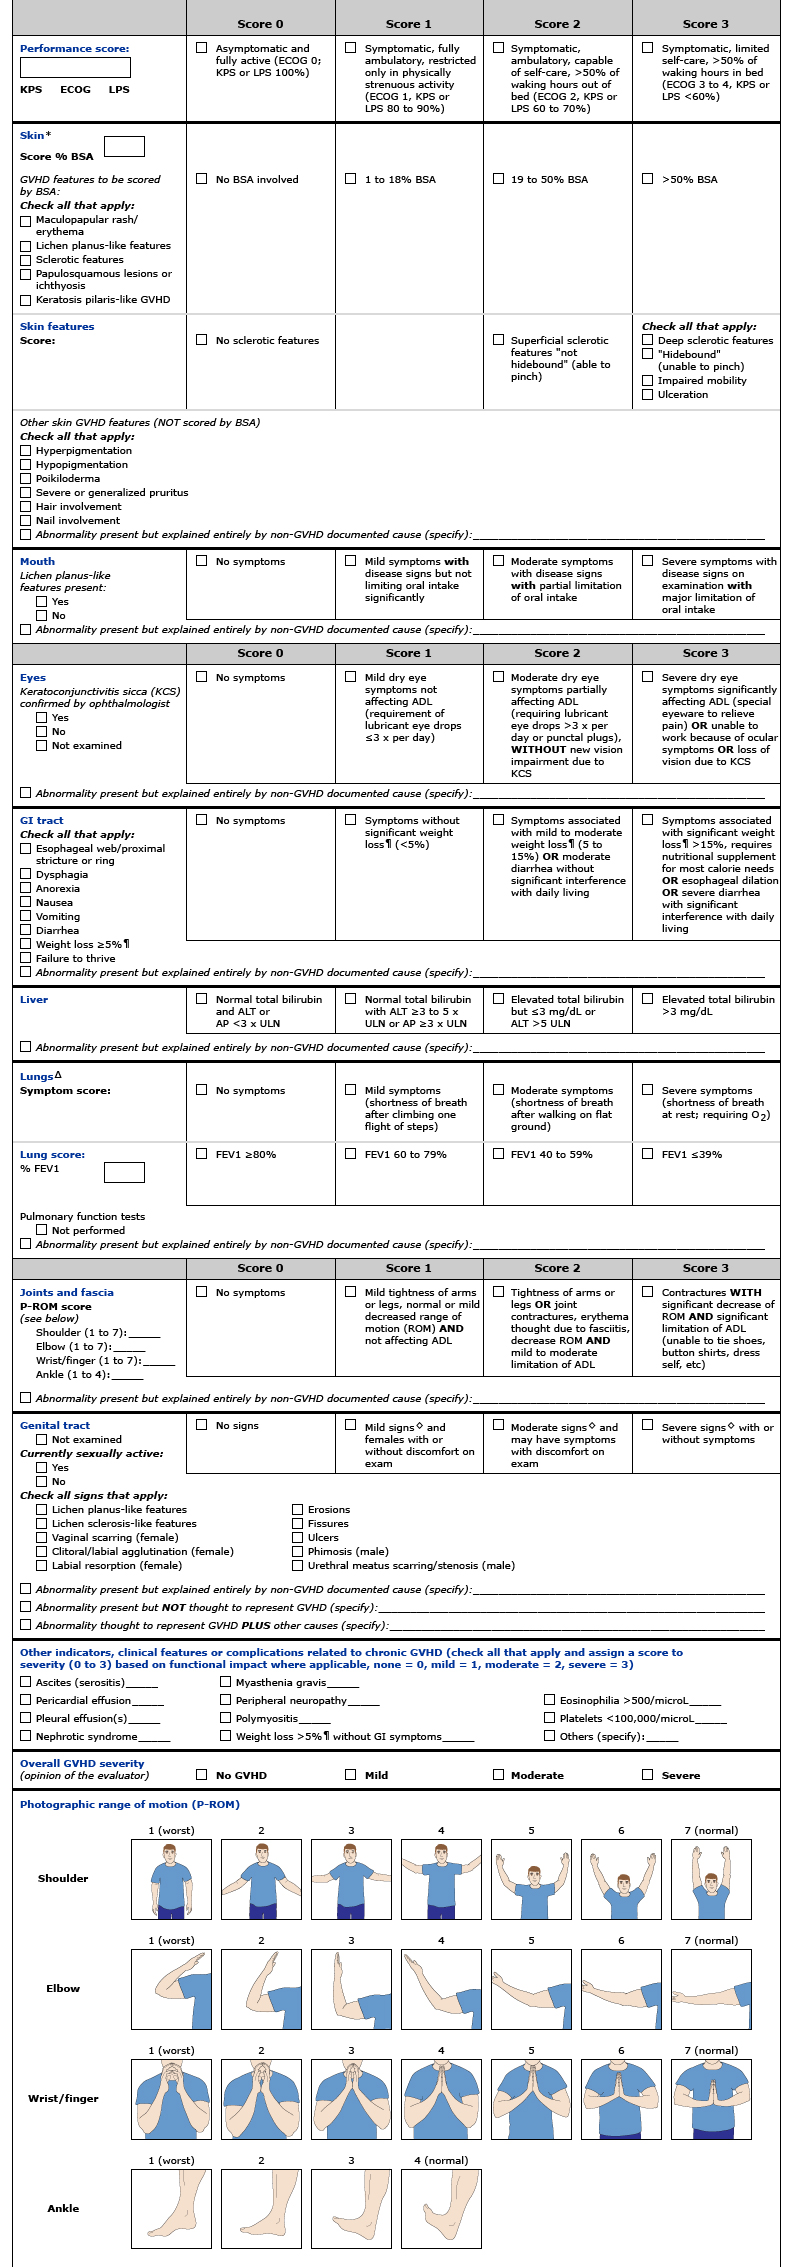 Score 0 Score 1 Score 2 Score 3
Performance score:
KPS ECOG LPS
Asymptomatic and
fully active (ECOG 0;
KPS or LPS 100%)
Symptomatic, fully
ambulatory, restricted
only in physically
strenuous activity
(ECOG 1, KPS or
LPS 80 to 90%)
Symptomatic,
ambulatory, capable
of self-care, >50% of
waking hours out of
bed (ECOG 2, KPS or
LPS 60 to 70%)
Symptomatic, limited
self-care, >50% of
waking hours in bed
(ECOG 3 to 4, KPS or
LPS <60%)
Skin*
Score % BSA
GVHD features to be scored
by BSA:
Check all that apply:
Maculopapular rash/
erythema
Lichen planus-like features
Sclerotic features
Papulosquamous lesions or
ichthyosis
Keratosis pilaris-like GVHD
No BSA involved
1 to 18% BSA
19 to 50% BSA
>50% BSA
Skin features
Score:
No sclerotic features
Superficial sclerotic
features "not
hidebound" (able to
pinch)
Check all that apply:
Deep sclerotic features
"Hidebound"
(unable to pinch)
Impaired mobility
Ulceration
Other skin GVHD features (NOT scored by BSA)
Check all that apply:
Hyperpigmentation
Hypopigmentation
Poikiloderma
Severe or generalized pruritus
Hair involvement
Nail involvement
Abnormality present but explained entirely by non-GVHD documented cause (specify):
Mouth
Lichen planus-like
features present:
Yes
No
No symptoms
Mild symptoms with
disease signs but not
limiting oral intake
significantly
Moderate symptoms
with disease signs
with partial limitation
of oral intake
Severe symptoms with
disease signs on
examination with
major limitation of
oral intake
Abnormality present but explained entirely by non-GVHD documented cause (specify):
Score 0 Score 1 Score 2 Score 3
Eyes
Keratoconjunctivitis sicca (KCS)
confirmed by ophthalmologist
Yes
No
Not examined
No symptoms
Mild dry eye
symptoms not
affecting ADL
(requirement of
lubricant eye drops
≤3 x per day)
Moderate dry eye
symptoms partially
affecting ADL
(requiring lubricant
eye drops >3 x per
day or punctal plugs),
WITHOUT new vision
impairment due to
KCS
Severe dry eye
symptoms significantly
affecting ADL (special
eyeware to relieve
pain) OR unable to
work because of ocular
symptoms OR loss of
vision due to KCS
Abnormality present but explained entirely by non-GVHD documented cause (specify):
GI tract
Check all that apply:
Esophageal web/proximal
stricture or ring
Dysphagia
Anorexia
Nausea
Vomiting
Diarrhea
Weight loss ≥5%¶
Failure to thrive
No symptoms
Symptoms without
significant weight
loss¶ (<5%)
Symptoms associated
with mild to moderate
weight loss¶ (5 to
15%) OR moderate
diarrhea without
significant interference
with daily living
Symptoms associated
with significant weight
loss¶ >15%, requires
nutritional supplement
for most calorie needs
OR esophageal dilation
OR severe diarrhea
with significant
interference with daily
living
Abnormality present but explained entirely by non-GVHD documented cause (specify):
Liver
Normal total bilirubin
and ALT or
AP <3 x ULN
Normal total bilirubin
with ALT ≥3 to 5 x
ULN or AP ≥3 x ULN
Elevated total bilirubin
but ≤3 mg/dL or
ALT >5 ULN
Elevated total bilirubin
>3 mg/dL
Abnormality present but explained entirely by non-GVHD documented cause (specify):
LungsΔ
Symptom score:
No symptoms
Mild symptoms
(shortness of breath
after climbing one
flight of steps)
Moderate symptoms
(shortness of breath
after walking on flat
ground)
Severe symptoms
(shortness of breath
at rest; requiring O2)
Lung score:
% FEV1
FEV1 ≥80%
FEV1 60 to 79%
FEV1 40 to 59%
FEV1 ≤39%
Pulmonary function tests
Not performed
Abnormality present but explained entirely by non-GVHD documented cause (specify):
Score 0 Score 1 Score 2 Score 3
Joints and fascia
P-ROM score
(see below)
Shoulder (1 to 7):
Elbow (1 to 7):
Wrist/finger (1 to 7):
Ankle (1 to 4):
No symptoms
Mild tightness of arms
or legs, normal or mild
decreased range of
motion (ROM) AND
not affecting ADL
Tightness of arms or
legs OR joint
contractures, erythema
thought due to fasciitis,
decrease ROM AND
mild to moderate
limitation of ADL
Contractures WITH
significant decrease of
ROM AND significant
limitation of ADL
(unable to tie shoes,
button shirts, dress
self, etc)
Abnormality present but explained entirely by non-GVHD documented cause (specify):
Genital tract
Not examined
Currently sexually active:
Yes
No
No signs
Mild signs◇ and
females with or
without discomfort on
exam
Moderate signs◇ and
may have symptoms
with discomfort on
exam
Severe signs◇ with or
without symptoms
Check all signs that apply:
Lichen planus-like features Erosions
Lichen sclerosis-like features Fissures
Vaginal scarring (female) Ulcers
Clitoral/labial agglutination (female) Phimosis (male)
Labial resorption (female) Urethral meatus scarring/stenosis (male)
Abnormality present but explained entirely by non-GVHD documented cause (specify):
Abnormality present but NOT thought to represent GVHD (specify):
Abnormality thought to represent GVHD PLUS other causes (specify):
Other indicators, clinical features or complications related to chronic GVHD (check all that apply and assign a score to
severity (0 to 3) based on functional impact where applicable, none = 0, mild = 1, moderate = 2, severe = 3)
Ascites (serositis) Myasthenia gravis
Pericardial effusion Peripheral neuropathy Eosinophilia >500/microL
Pleural effusion(s) Polymyositis Platelets <100,000/microL
Nephrotic syndrome Weight loss >5%¶ without GI symptoms Others (specify):
Overall GVHD severity
(opinion of the evaluator) No GVHD Mild Moderate Severe
Photographic range of motion (P-ROM)
1 (worst) 2 3 4 5 6 7 (normal)
Shoulder
1 (worst) 2 3 4 5 6 7 (normal)
Elbow
1 (worst) 2 3 4 5 6 7 (normal)
Wrist/finger
1 (worst) 2 3 4 (normal)
Ankle